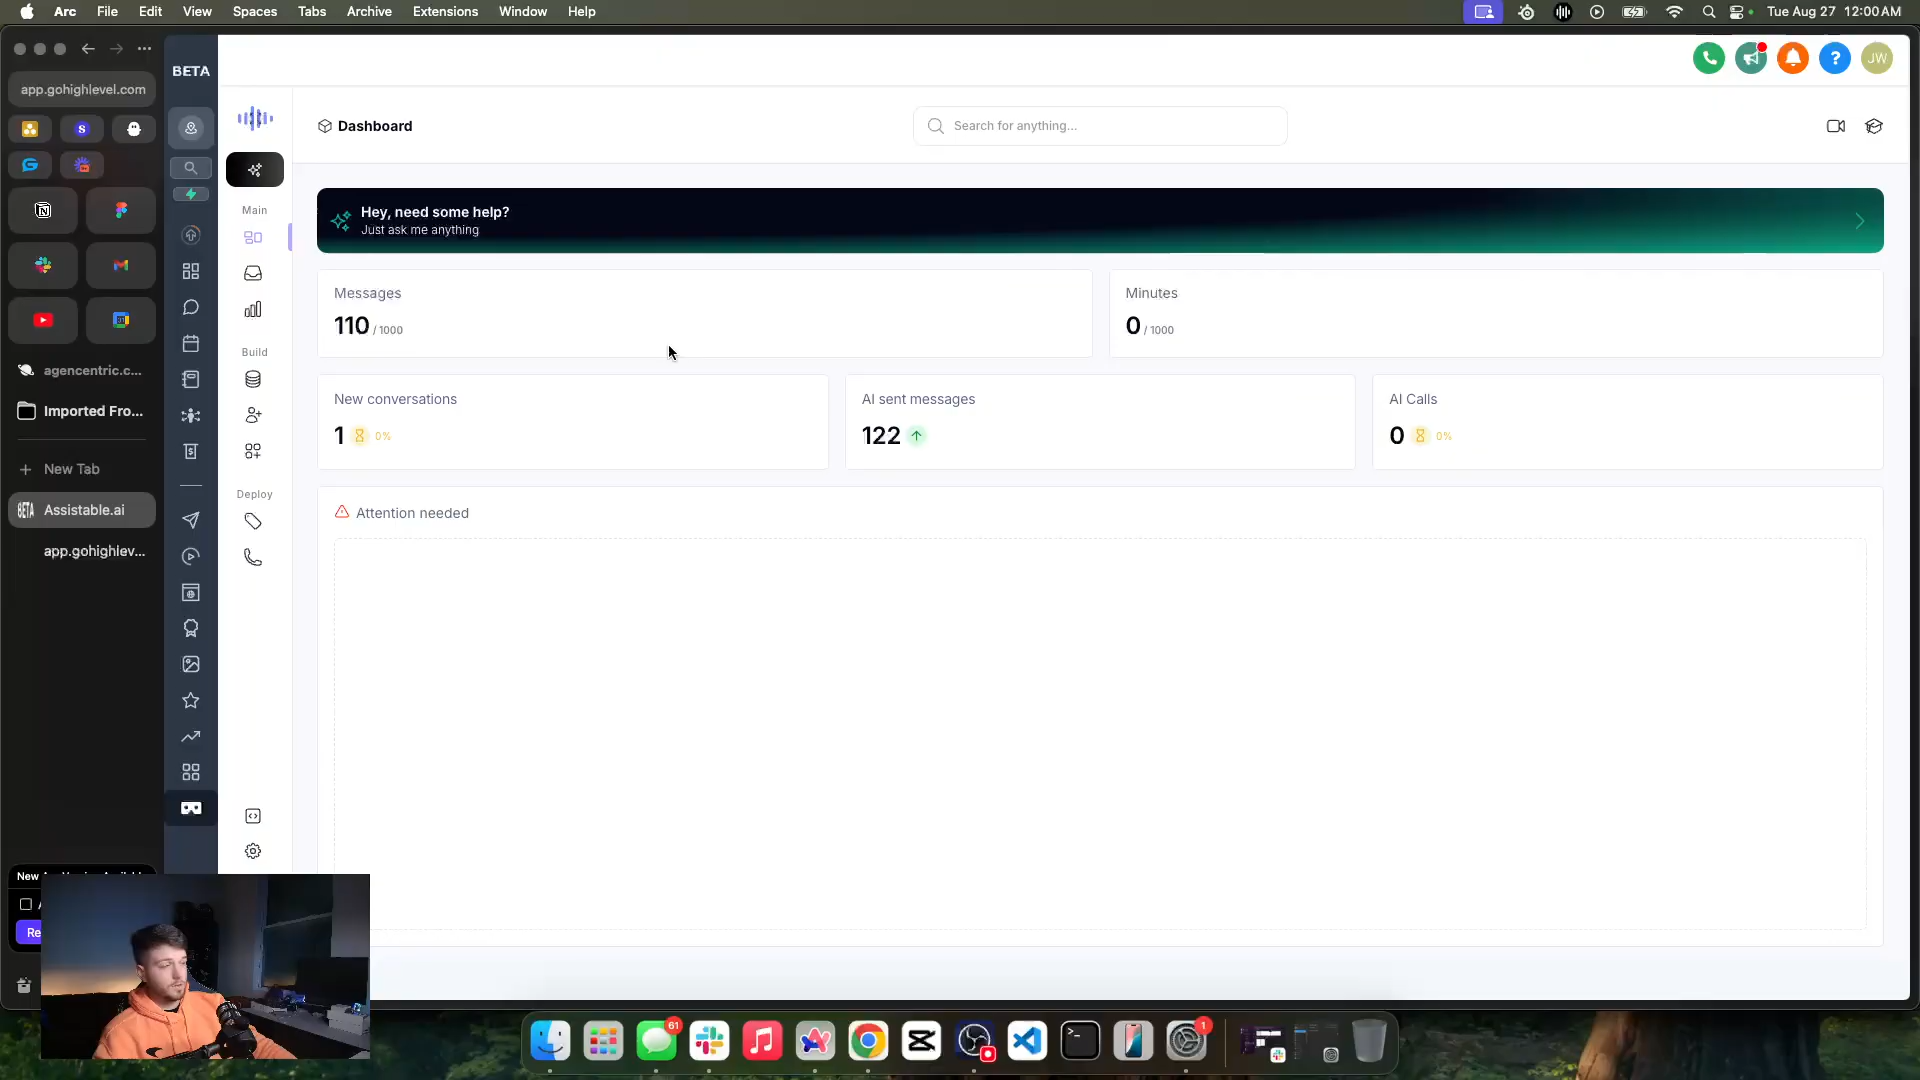 Arc File Edit View Spaces Tabs Archive Extensions Window Help
Tue Aug 27 12:00 AM
app.gohighlevel.com
S
agencentric.c...
Imported Fro...
New Tab
BETA Assistable.ai
app.gohighlev...
New
Re
BETA
JW
Dashboard
Search for anything...
Main
Build
Deploy
Hey, need some help?
Just ask me anything
Messages
110 / 1000
Minutes
0 / 1000
New conversations
1 0%
AI sent messages
122
AI Calls
0 0%
Attention needed
61
1